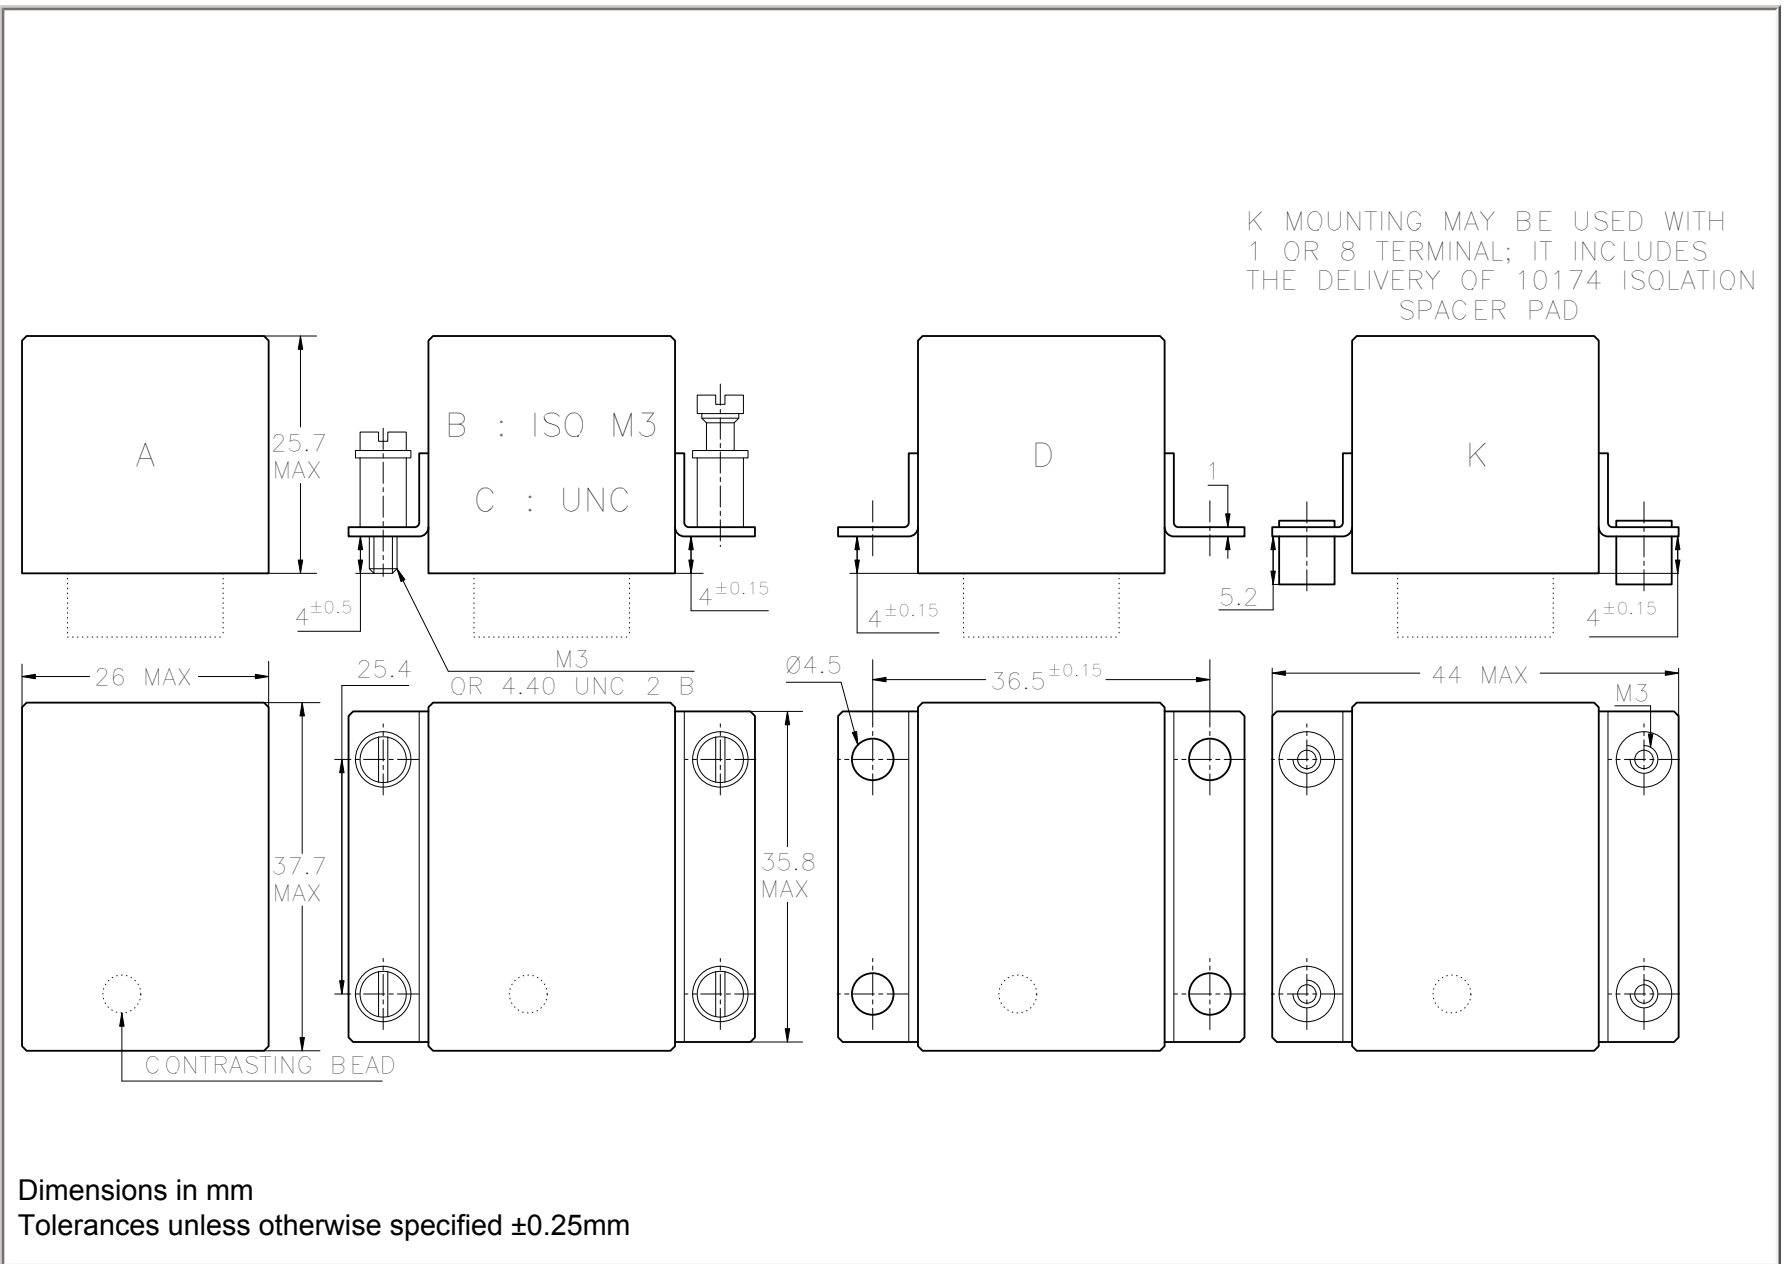 K MOUNTING MAY BE USED WITH
1 OR 8 TERMINAL; IT INCLUDES
THE DELIVERY OF 10174 ISOLATION
SPACER PAD
A
25.7
MAX
B : ISO M3
C : UNC
D
1
K
4±0.5
4±0.15
4±0.15
5.2
4±0.15
26 MAX
25.4
M3
OR 4.40 UNC 2 B
Ø4.5
36.5±0.15
44 MAX
M3
37.7
MAX
35.8
MAX
CONTRASTING BEAD
Dimensions in mm
Tolerances unless otherwise specified ±0.25mm